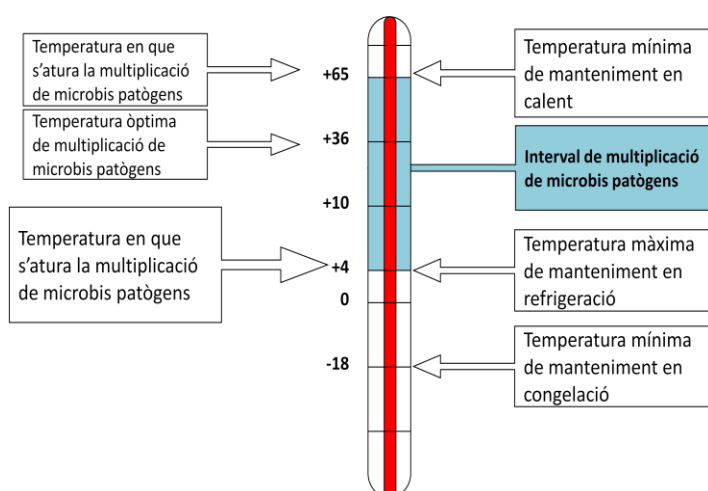 Temperatura en que
s'atura la multiplicació
de microbis patògens
Temperatura òptima
de multiplicació de
microbis patògens
Temperatura en que
s'atura la multiplicació
de microbis patògens
+65
+36
+10
+4
0
-18
Temperatura mínima
de manteniment en
calent
Interval de multiplicació
de microbis patògens
Temperatura màxima
de manteniment en
refrigeració
Temperatura mínima
de manteniment en
congelació